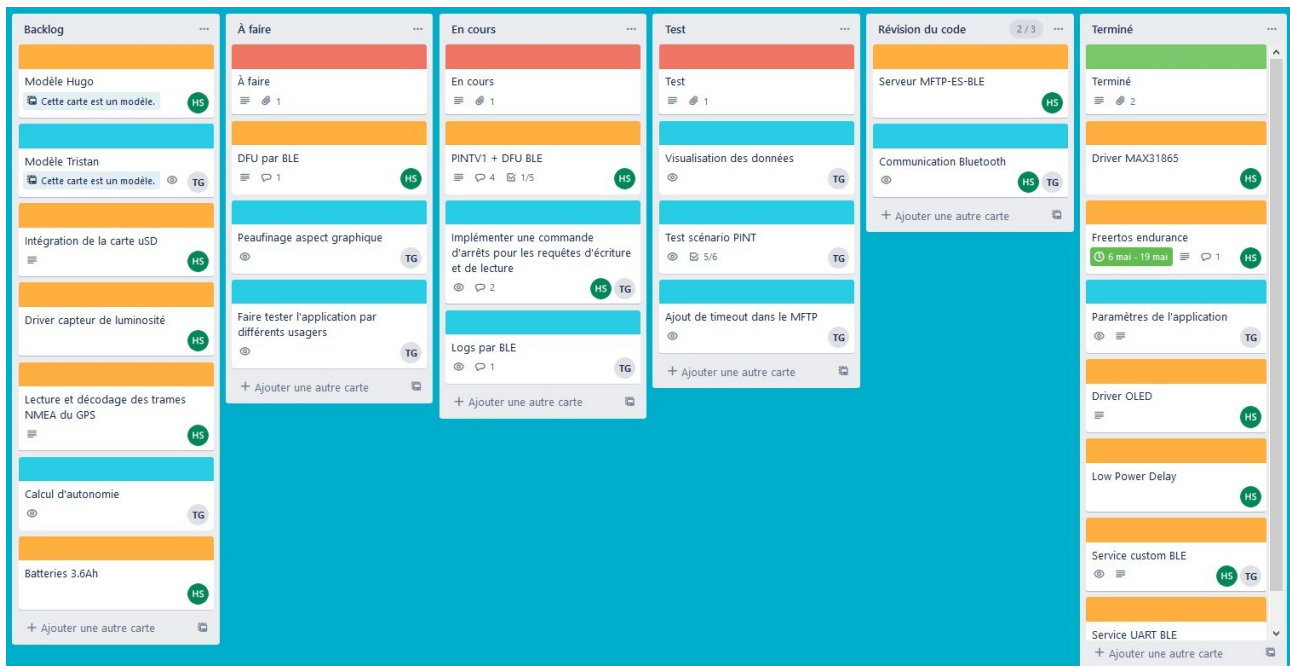 Backlog
Modèle Hugo
Cette carte est un modèle.
HS
Modèle Tristan
Cette carte est un modèle.
TG
Intégration de la carte uSD
HS
Driver capteur de luminosité
HS
Lecture et décodage des trames
NMEA du GPS
HS
Calcul d'autonomie
TG
Batteries 3.6Ah
HS
+ Ajouter une autre carte
À faire
À faire
1
DFU par BLE
1
HS
Peaufinage aspect graphique
TG
Faire tester l'application par
différents usagers
TG
+ Ajouter une autre carte
En cours
En cours
1
PINTV1 + DFU BLE
4 1/5
HS
Implémenter une commande
d'arrêts pour les requêtes d'écriture
et de lecture
2
HS TG
Logs par BLE
1
TG
+ Ajouter une autre carte
Test
Test
1
Visualisation des données
TG
Test scénario PINT
5/6
TG
Ajout de timeout dans le MFTP
TG
+ Ajouter une autre carte
Révision du code 2/3
Serveur MFTP-ES-BLE
HS
Communication Bluetooth
HS TG
+ Ajouter une autre carte
Terminé
Terminé
2
Driver MAX31865
HS
Freertos endurance
6 mai - 19 mai 1
HS
Paramètres de l'application
TG
Driver OLED
HS
Low Power Delay
HS
Service custom BLE
HS TG
Service UART BLE
+ Ajouter une autre carte